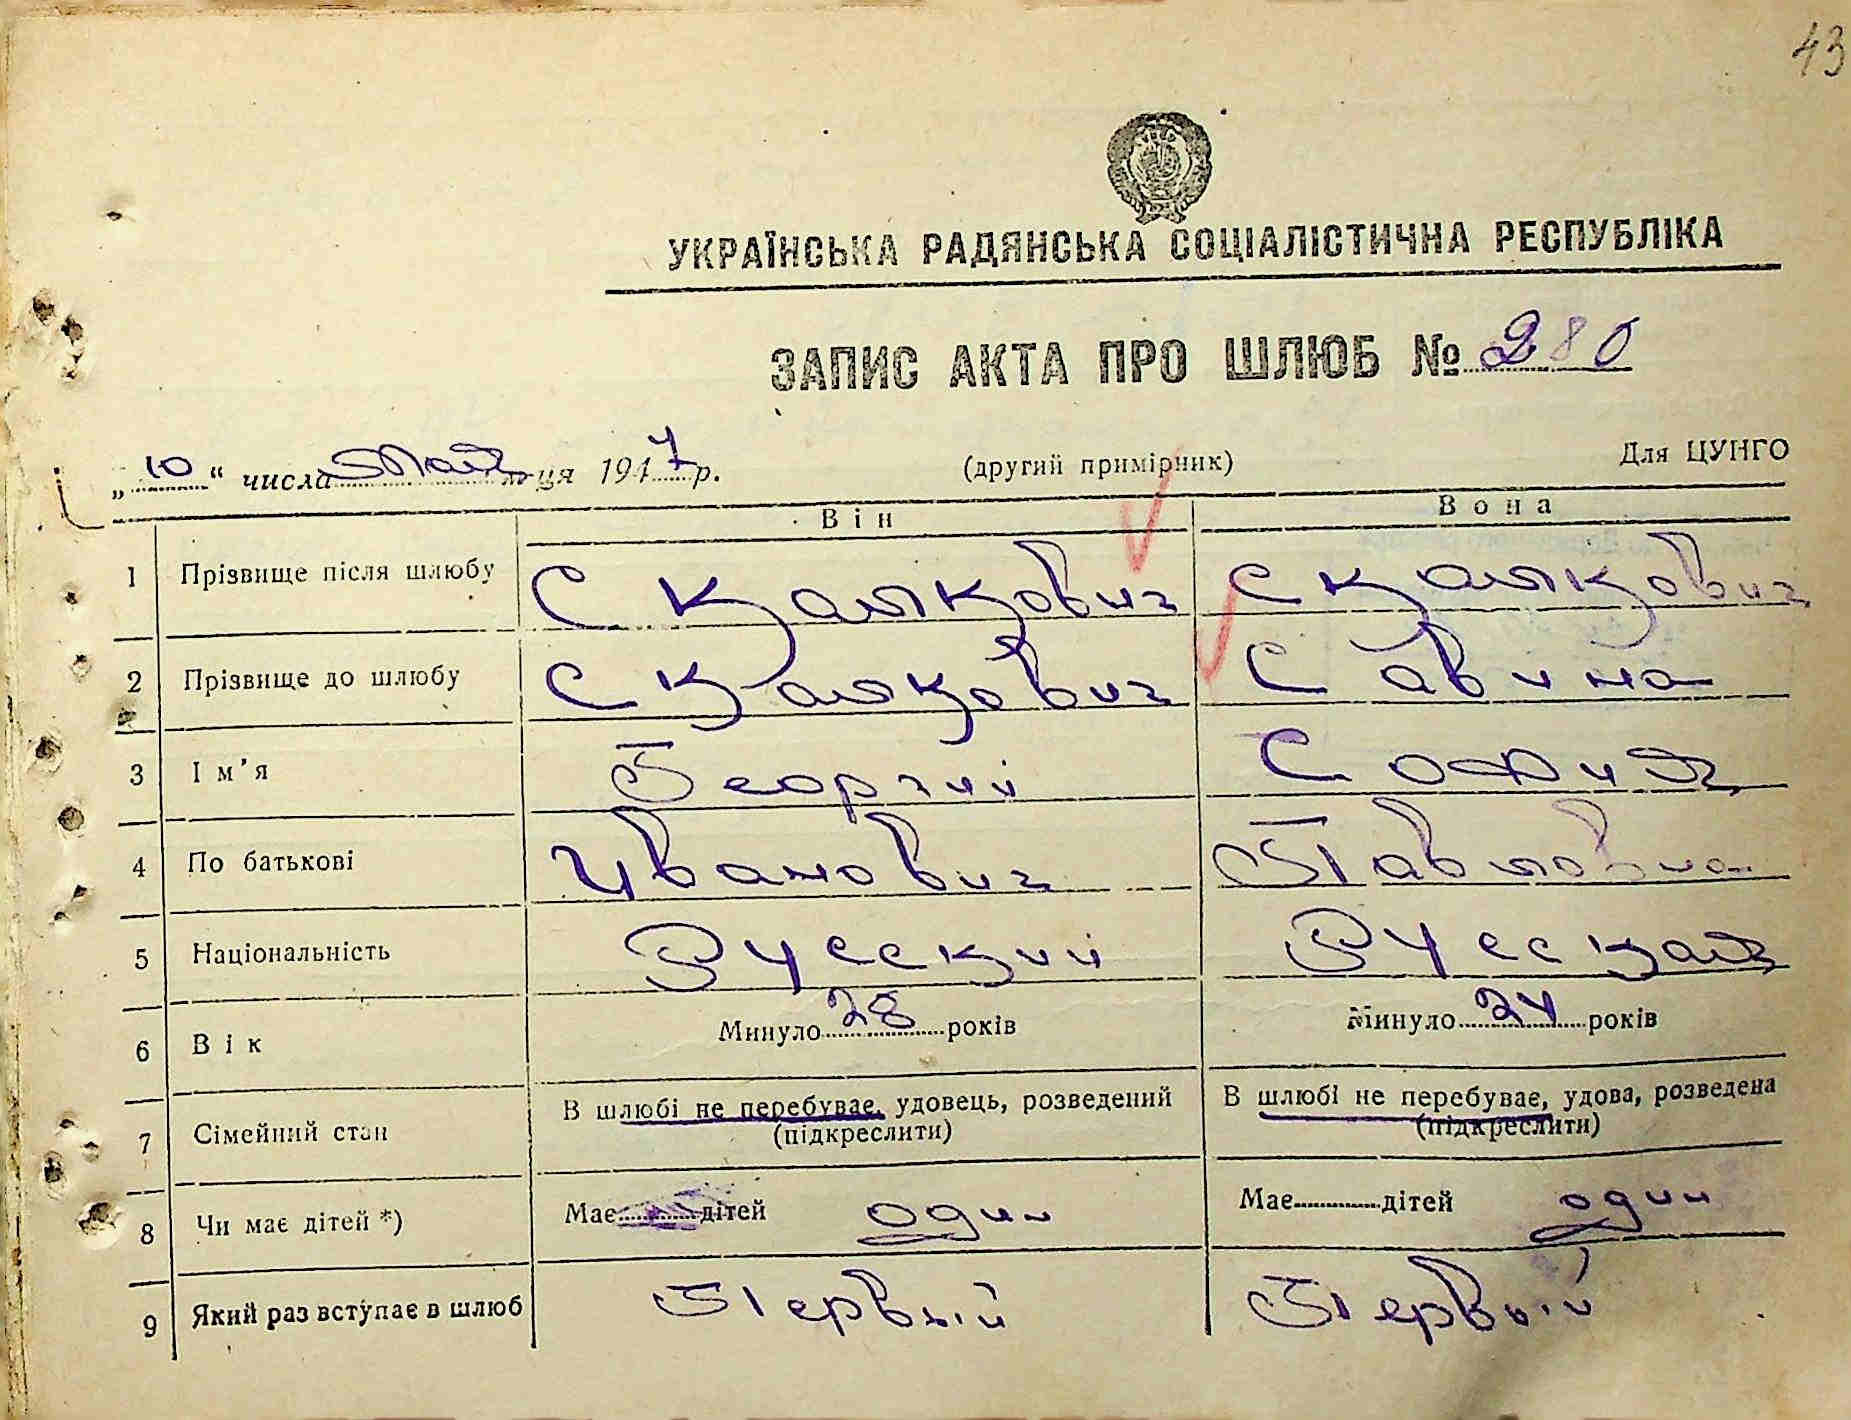 43
УКРАЇНСЬКА РАДЯНСЬКА СОЦІАЛІСТИЧНА РЕСПУБЛІКА
ЗАПИС АКТА ПРО ШЛЮБ № 280
„10“ числа мая ця 1947 р. (другий примірник) Для ЦУНГО
Він Вона
1 Прізвище після шлюбу Скаякович Скаякович
2 Прізвище до шлюбу Скаякович Савина
3 Ім’я Георгий София
4 По батькові Иванович Павловна
5 Національність Русский Русская
6 Вік Минуло 28 років Минуло 24 років
7 Сімейний стан В шлюбі не перебуває, удовець, розведений (підкреслити) В шлюбі не перебуває, удова, розведена (підкреслити)
8 Чи має дітей *) Має дітей один Має дітей один
9 Який раз вступає в шлюб Первый Первый